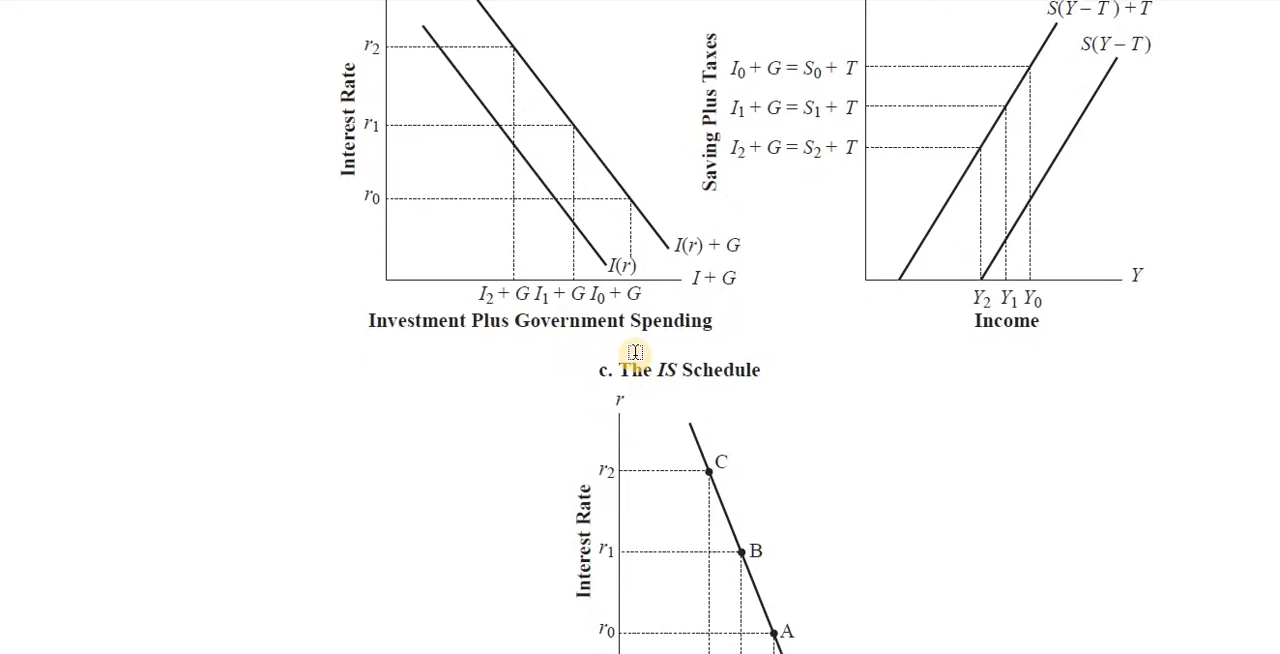 r2
r1
r0
Interest Rate
I(r) + G
I(r)
I + G
I2 + G I1 + G I0 + G
Investment Plus Government Spending
S(Y – T) + T
S(Y – T)
Saving Plus Taxes
I0 + G = S0 + T
I1 + G = S1 + T
I2 + G = S2 + T
Y
Y2 Y1 Y0
Income
c. The IS Schedule
r
r2
C
Interest Rate
r1
B
r0
A